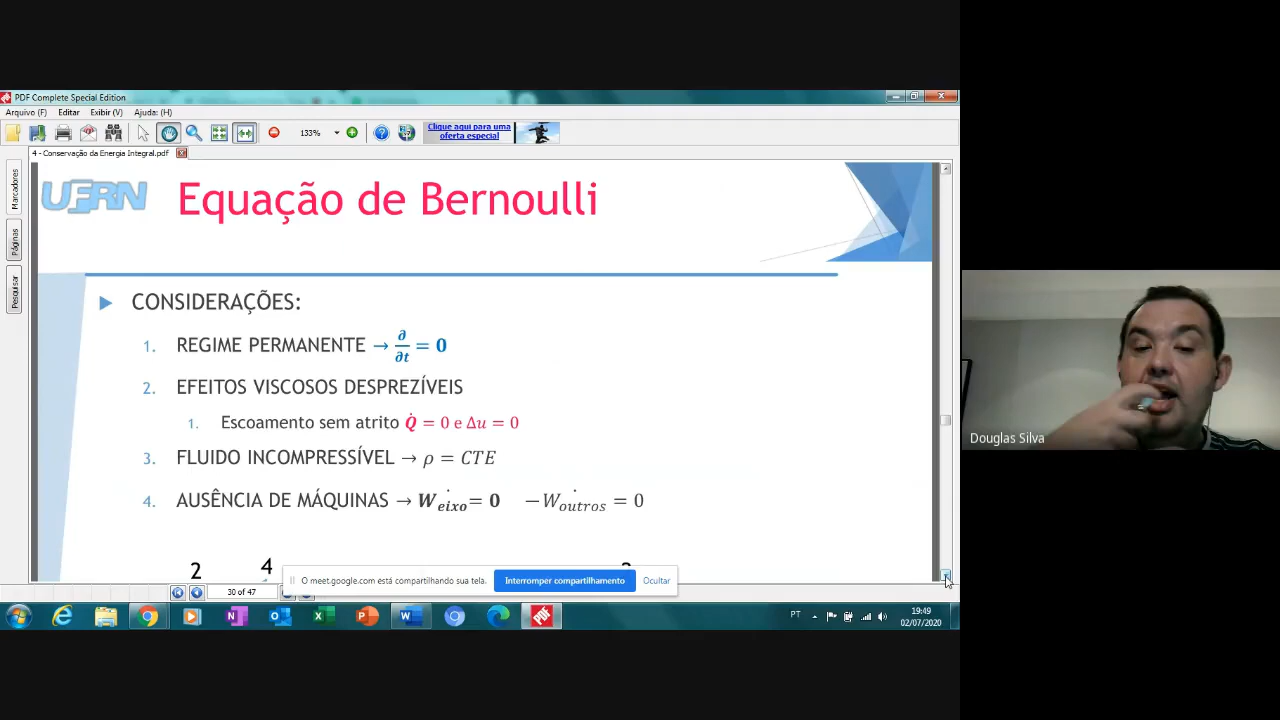 PDF Complete Special Edition
Arquivo (F) Editar Exibir (V) Ajuda: (H)
133%
Clique aqui para uma
oferta especial
4 - Conservação da Energia Integral.pdf
Marcadores
Páginas
Pesquisar
UFRN
Equação de Bernoulli
CONSIDERAÇÕES:
1. REGIME PERMANENTE → ∂/∂t = 0
2. EFEITOS VISCOSOS DESPREZÍVEIS
1. Escoamento sem atrito Q̇ = 0 e Δu = 0
3. FLUIDO INCOMPRESSÍVEL → ρ = CTE
4. AUSÊNCIA DE MÁQUINAS → Ẇeixo = 0 −Ẇoutros = 0
2 4
O meet.google.com está compartilhando sua tela. Interromper compartilhamento Ocultar
30 of 47
PT
19:49
02/07/2020
Douglas Silva